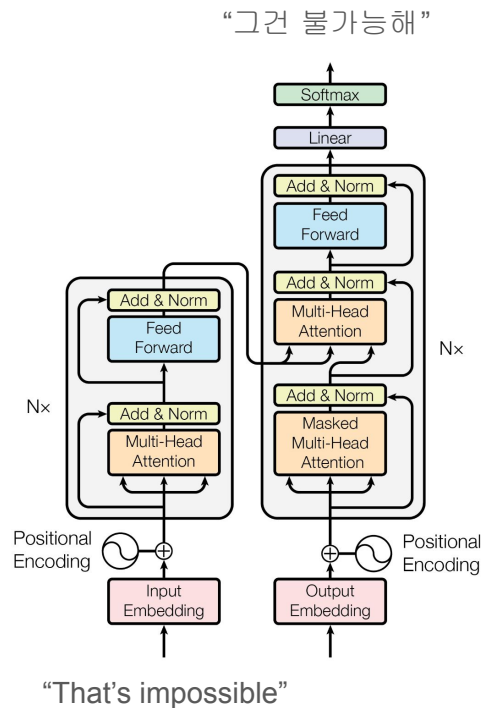 “그건 불가능해”
Softmax
Linear
Add & Norm
Feed
Forward
Add & Norm
Multi-Head
Attention
Add & Norm
Masked
Multi-Head
Attention
N×
Add & Norm
Feed
Forward
Add & Norm
Multi-Head
Attention
N×
Positional
Encoding
Positional
Encoding
Input
Embedding
Output
Embedding
“That’s impossible”